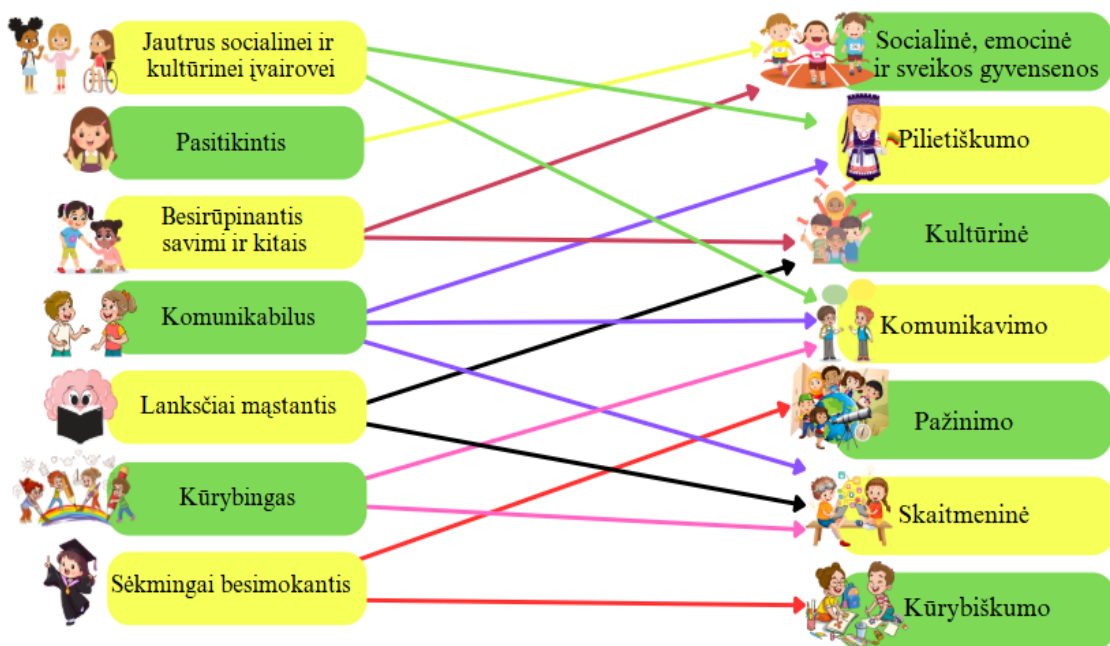 Jautrus socialinei ir
kultūrinei įvairovei
Pasitikintis
Besirūpinantis
savimi ir kitais
Komunikabilus
Lanksčiai mąstantis
Kūrybingas
Sėkmingai besimokantis
Socialinė, emocinė
ir sveikos gyvensenos
Pilietiškumo
Kultūrinė
Komunikavimo
Pažinimo
Skaitmeninė
Kūrybiškumo